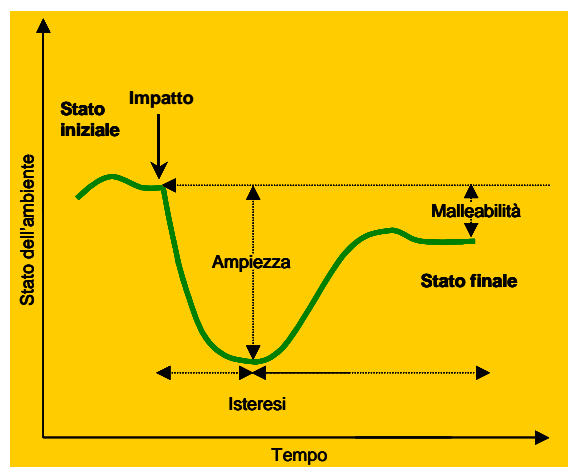 Impatto
Stato
iniziale
Malleabilità
Ampiezza
Stato finale
Isteresi
Stato dell'ambiente
Tempo